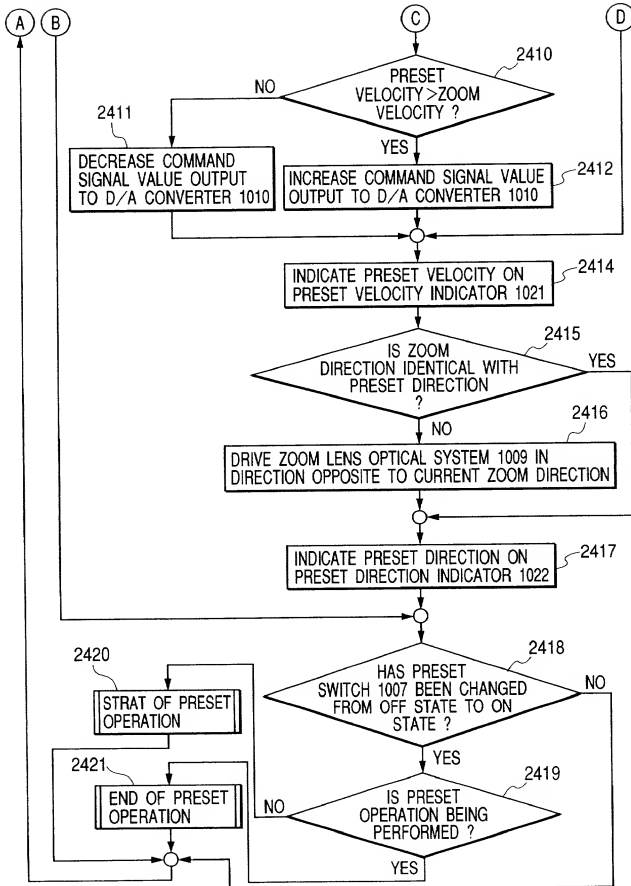 A
B
C
D
2410
PRESET
VELOCITY >ZOOM
VELOCITY ?
NO
YES
2411
DECREASE COMMAND
SIGNAL VALUE OUTPUT
TO D/A CONVERTER 1010
INCREASE COMMAND SIGNAL VALUE
OUTPUT TO D/A CONVERTER 1010
2412
INDICATE PRESET VELOCITY ON
PRESET VELOCITY INDICATOR 1021
2414
2415
IS ZOOM
DIRECTION IDENTICAL WITH
PRESET DIRECTION
?
YES
NO
2416
DRIVE ZOOM LENS OPTICAL SYSTEM 1009 IN
DIRECTION OPPOSITE TO CURRENT ZOOM DIRECTION
INDICATE PRESET DIRECTION ON
PRESET DIRECTION INDICATOR 1022
2417
2418
HAS PRESET
SWITCH 1007 BEEN CHANGED
FROM OFF STATE TO ON
STATE ?
NO
YES
2420
STRAT OF PRESET
OPERATION
2419
IS PRESET
OPERATION BEING
PERFORMED ?
NO
YES
2421
END OF PRESET
OPERATION